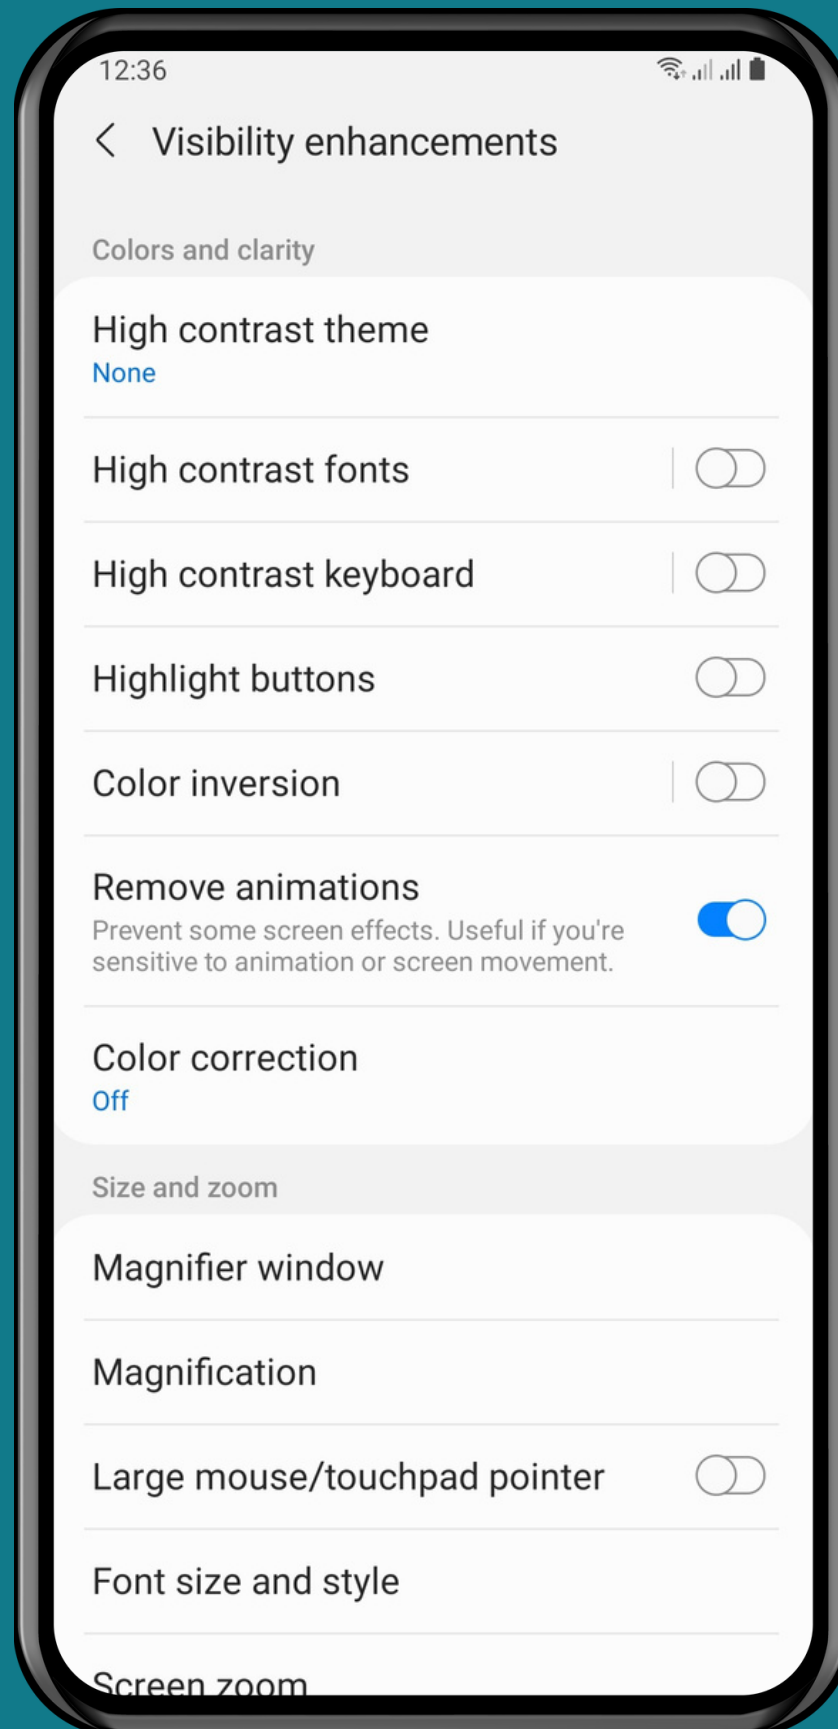 12:36
Visibility enhancements
Colors and clarity
High contrast theme
None
High contrast fonts
High contrast keyboard
Highlight buttons
Color inversion
Remove animations
Prevent some screen effects. Useful if you're
sensitive to animation or screen movement.
Color correction
Off
Size and zoom
Magnifier window
Magnification
Large mouse/touchpad pointer
Font size and style
Screen zoom